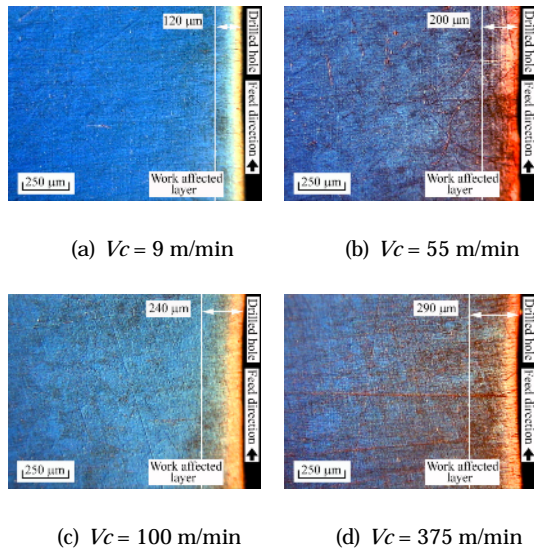 120 μm
Drilled hole
Feed direction
250 μm
Work affected
layer
(a) Vc = 9 m/min
200 μm
Drilled hole
Feed direction
250 μm
Work affected
layer
(b) Vc = 55 m/min
240 μm
Drilled hole
Feed direction
250 μm
Work affected
layer
(c) Vc = 100 m/min
290 μm
Drilled hole
Feed direction
250 μm
Work affected
layer
(d) Vc = 375 m/min